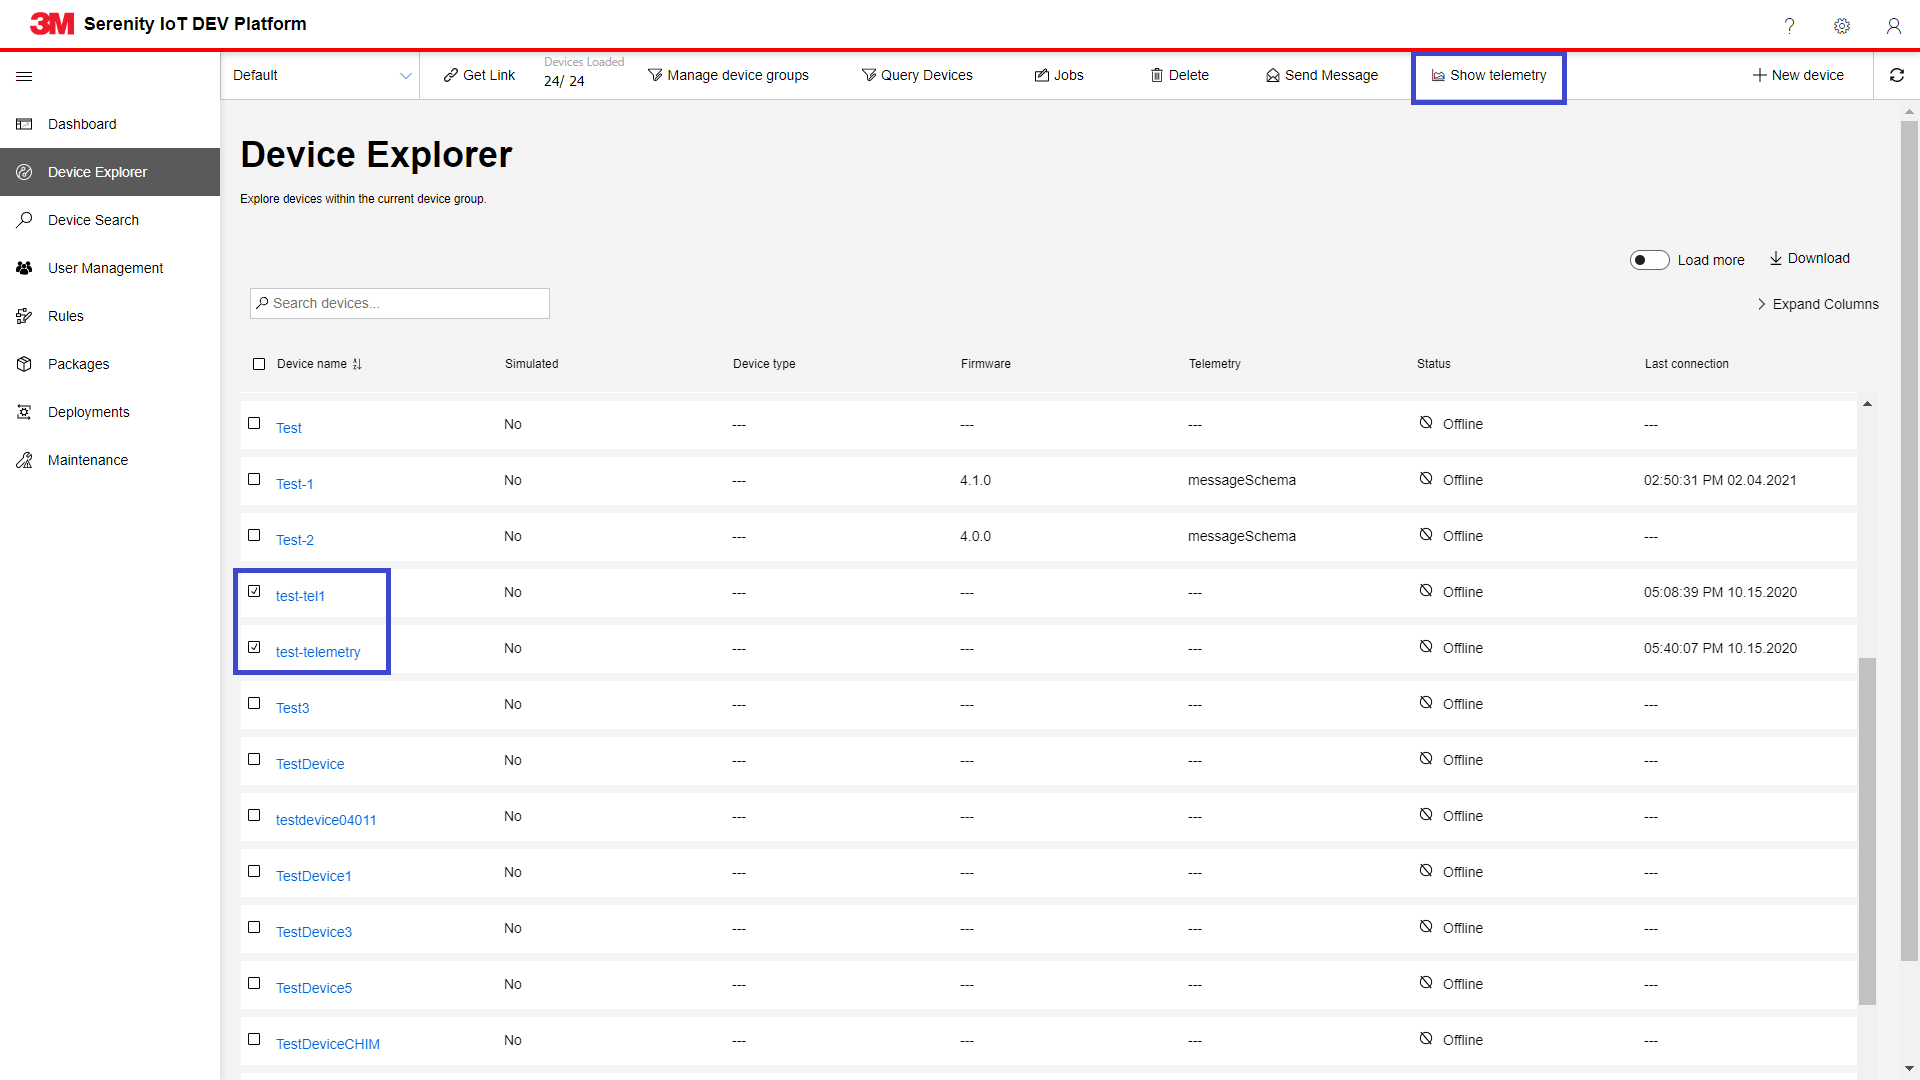 3M Serenity IoT DEV Platform
Default
Get Link
Devices Loaded
24/ 24
Manage device groups
Query Devices
Jobs
Delete
Send Message
Show telemetry
New device
Dashboard
Device Explorer
Device Search
User Management
Rules
Packages
Deployments
Maintenance
Device Explorer
Explore devices within the current device group.
Load more
Download
Search devices...
Expand Columns
Device name Simulated Device type Firmware Telemetry Status Last connection
Test No --- --- --- Offline ---
Test-1 No --- 4.1.0 messageSchema Offline 02:50:31 PM 02.04.2021
Test-2 No --- 4.0.0 messageSchema Offline ---
test-tel1 No --- --- --- Offline 05:08:39 PM 10.15.2020
test-telemetry No --- --- --- Offline 05:40:07 PM 10.15.2020
Test3 No --- --- --- Offline ---
TestDevice No --- --- --- Offline ---
testdevice04011 No --- --- --- Offline ---
TestDevice1 No --- --- --- Offline ---
TestDevice3 No --- --- --- Offline ---
TestDevice5 No --- --- --- Offline ---
TestDeviceCHIM No --- --- --- Offline ---